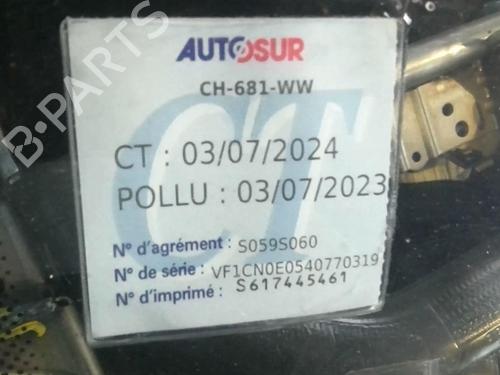 AUTOSUR
CH-681-WW
CT
CT : 03/07/2024
POLLU : 03/07/2023
N° d'agrément : S059S060
N° de série : VF1CN0E0540770319
N° d'imprimé : S617445461
B-PARTS